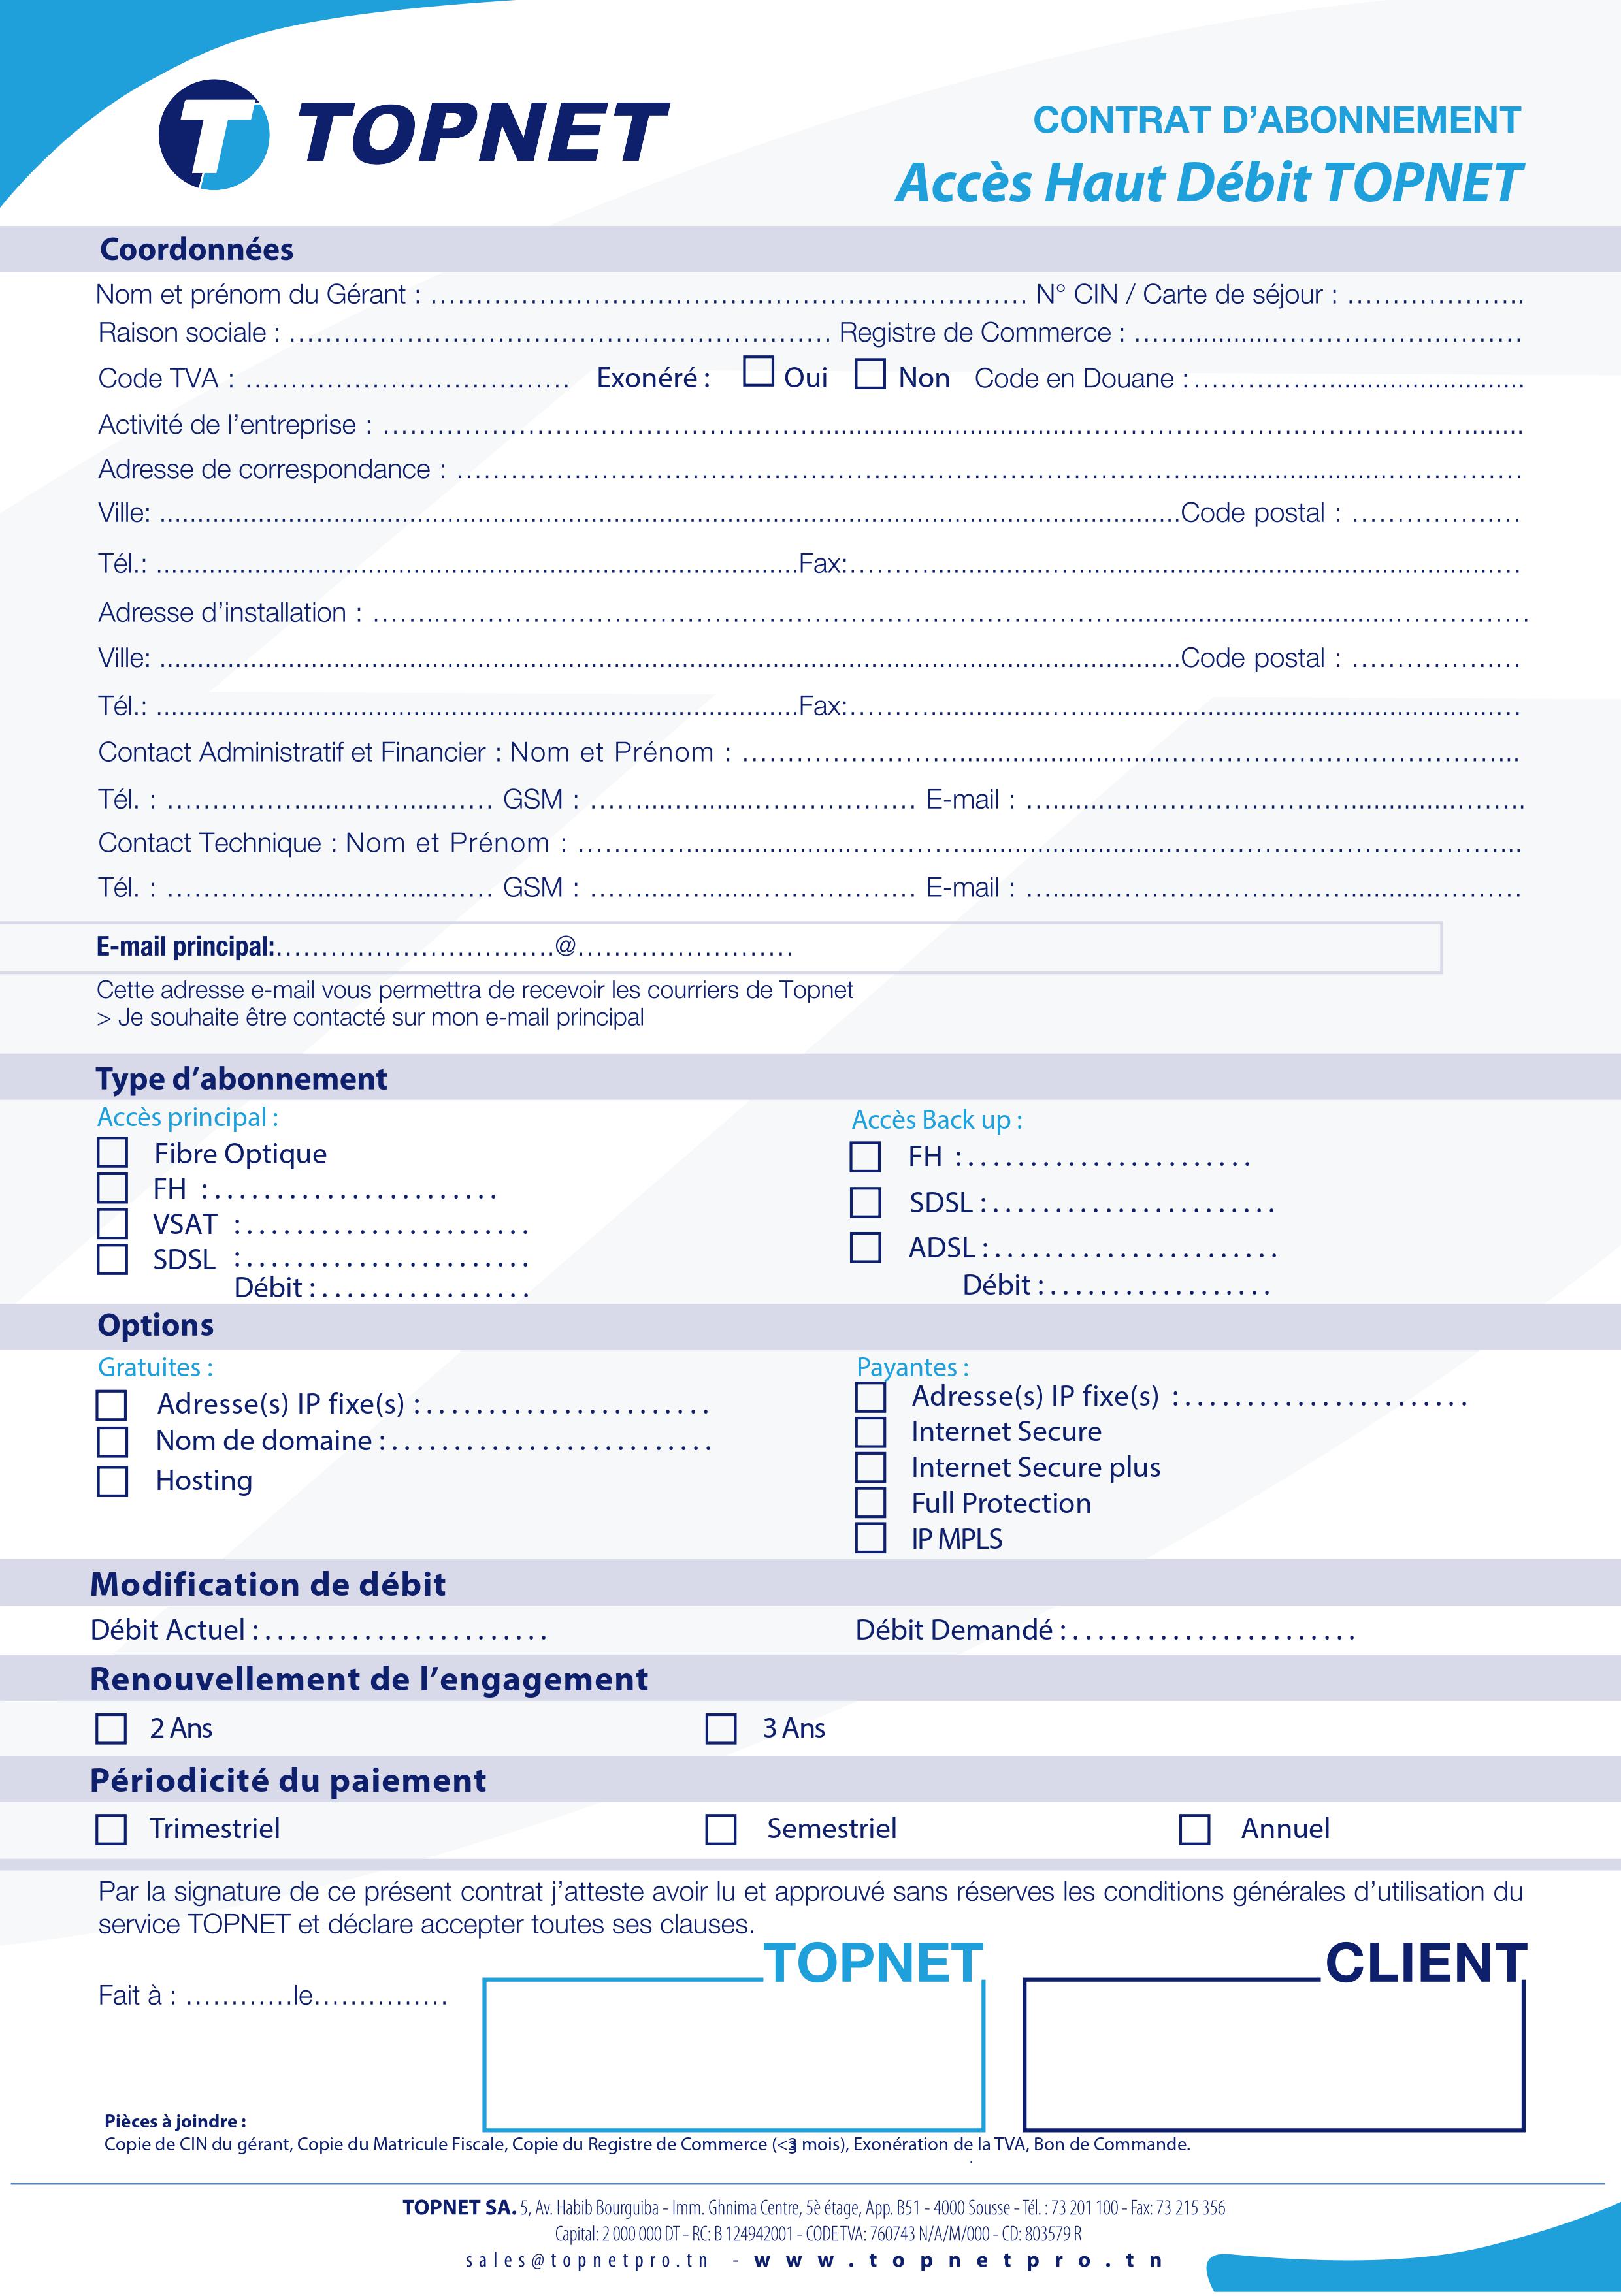 TOPNET
CONTRAT D’ABONNEMENT
Accès Haut Débit TOPNET
Coordonnées
Nom et prénom du Gérant : .................................................................. N° CIN / Carte de séjour : ....................
Raison sociale : ............................................................ Registre de Commerce : ...........................................
Code TVA : .................................... Exonéré : Oui Non Code en Douane : ..........................................
Activité de l’entreprise : ..............................................................................................................................
Adresse de correspondance : ......................................................................................................................
Ville: ..............................................................................................................Code postal : ...................
Tél.: ......................................................................Fax:..........................................................................
Adresse d’installation : ................................................................................................................................
Ville: ..............................................................................................................Code postal : ...................
Tél.: ......................................................................Fax:..........................................................................
Contact Administratif et Financier : Nom et Prénom : ......................................................................................
Tél. : .................................... GSM : .................................... E-mail : .......................................................
Contact Technique : Nom et Prénom : .........................................................................................................
Tél. : .................................... GSM : .................................... E-mail : .......................................................
E-mail principal:...............................@........................
Cette adresse e-mail vous permettra de recevoir les courriers de Topnet
> Je souhaite être contacté sur mon e-mail principal
Type d’abonnement
Accès principal :
Fibre Optique
FH : .......................
VSAT : .......................
SDSL : .......................
Débit : .................
Accès Back up :
FH : .......................
SDSL : .......................
ADSL : .......................
Débit : ..................
Options
Gratuites :
Adresse(s) IP fixe(s) : .......................
Nom de domaine : ..........................
Hosting
Payantes :
Adresse(s) IP fixe(s) : .......................
Internet Secure
Internet Secure plus
Full Protection
IP MPLS
Modification de débit
Débit Actuel : ....................... Débit Demandé : .......................
Renouvellement de l’engagement
2 Ans 3 Ans
Périodicité du paiement
Trimestriel Semestriel Annuel
Par la signature de ce présent contrat j’atteste avoir lu et approuvé sans réserves les conditions générales d’utilisation du
service TOPNET et déclare accepter toutes ses clauses.
TOPNET CLIENT
Fait à : ............le...............
Pièces à joindre :
Copie de CIN du gérant, Copie du Matricule Fiscale, Copie du Registre de Commerce (<3 mois), Exonération de la TVA, Bon de Commande.
TOPNET SA. 5, Av. Habib Bourguiba - Imm. Ghnima Centre, 5è étage, App. B51 - 4000 Sousse - Tél. : 73 201 100 - Fax: 73 215 356
Capital: 2 000 000 DT - RC: B 124942001 - CODE TVA: 760743 N/A/M/000 - CD: 803579 R
sales@topnetpro.tn - www.topnetpro.tn